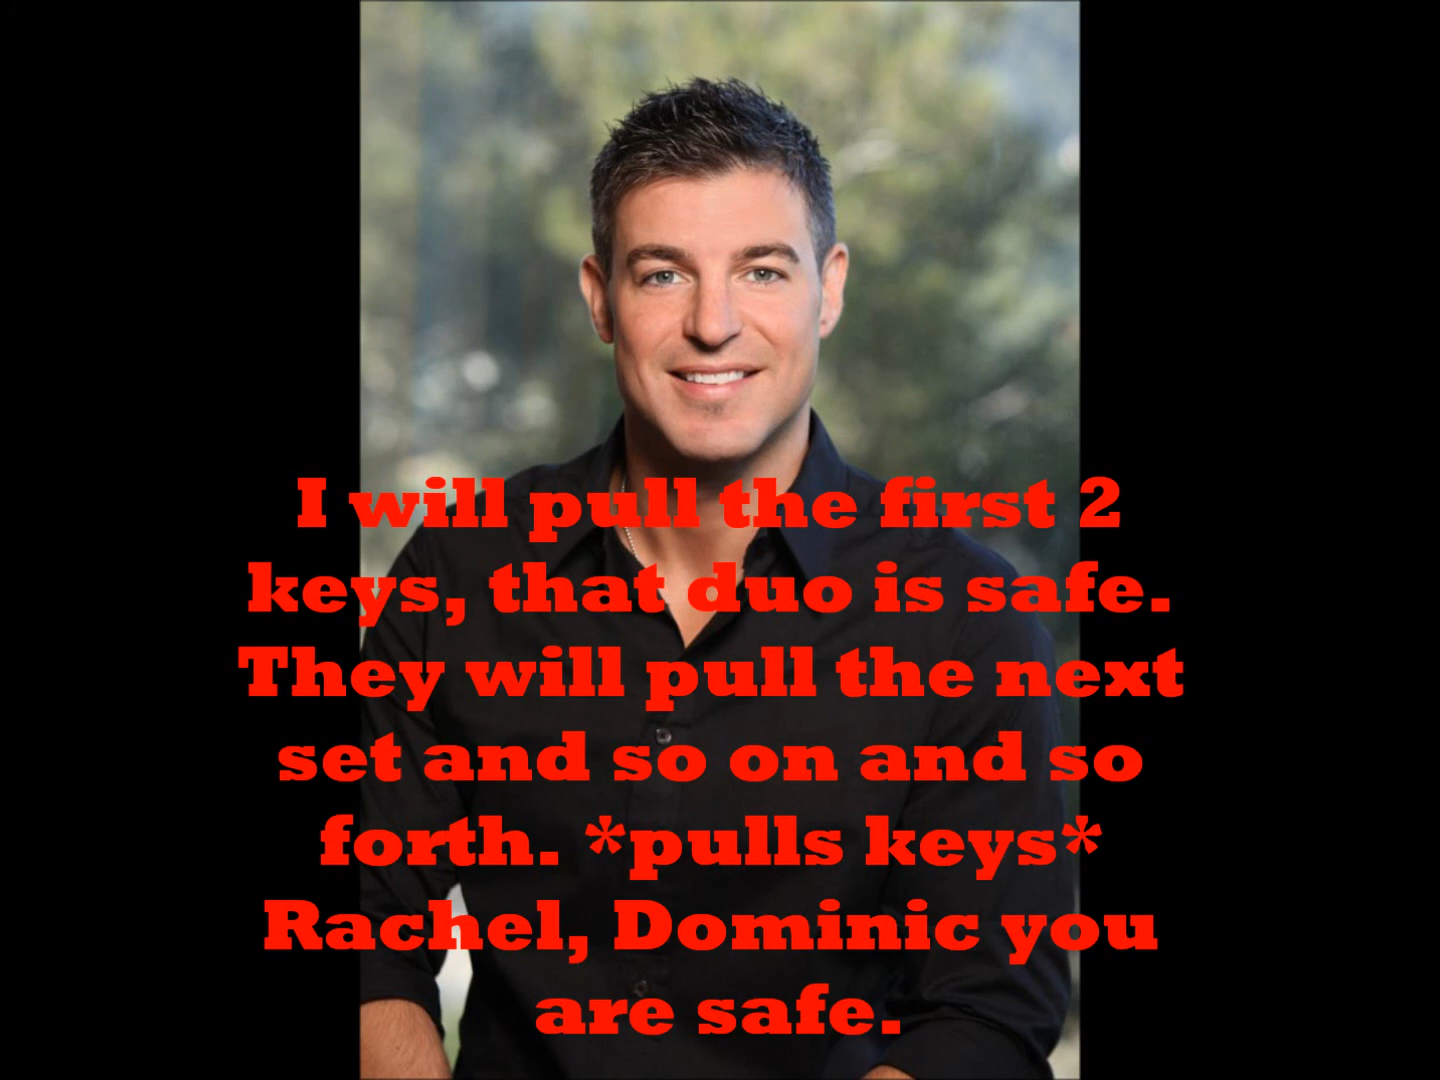 I will pull the first 2
keys, that duo is safe.
They will pull the next
set and so on and so
forth. *pulls keys*
Rachel, Dominic you
are safe.